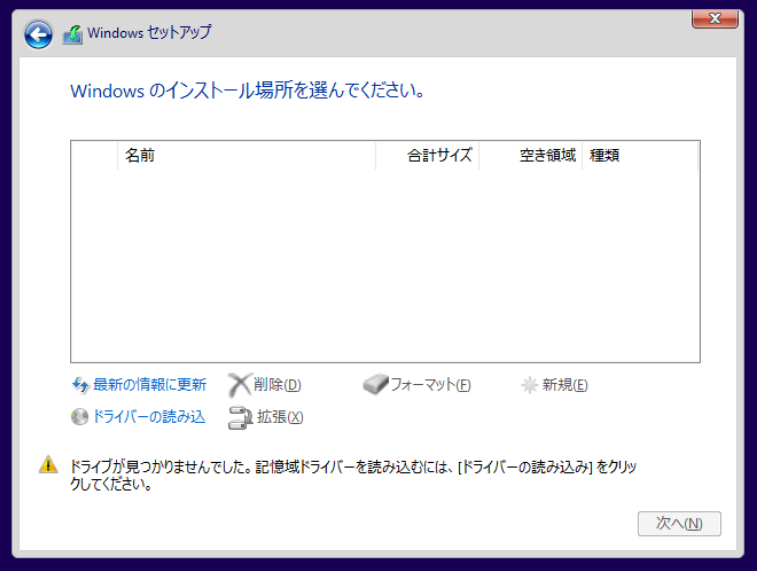 Windows セットアップ
Windows のインストール場所を選んでください。
名前 合計サイズ 空き領域 種類
最新の情報に更新 削除(D) フォーマット(F) 新規(E)
ドライバーの読み込 拡張(X)
ドライブが見つかりませんでした。記憶域ドライバーを読み込むには、[ドライバーの読み込み] をクリッ
クしてください。
次へ(N)